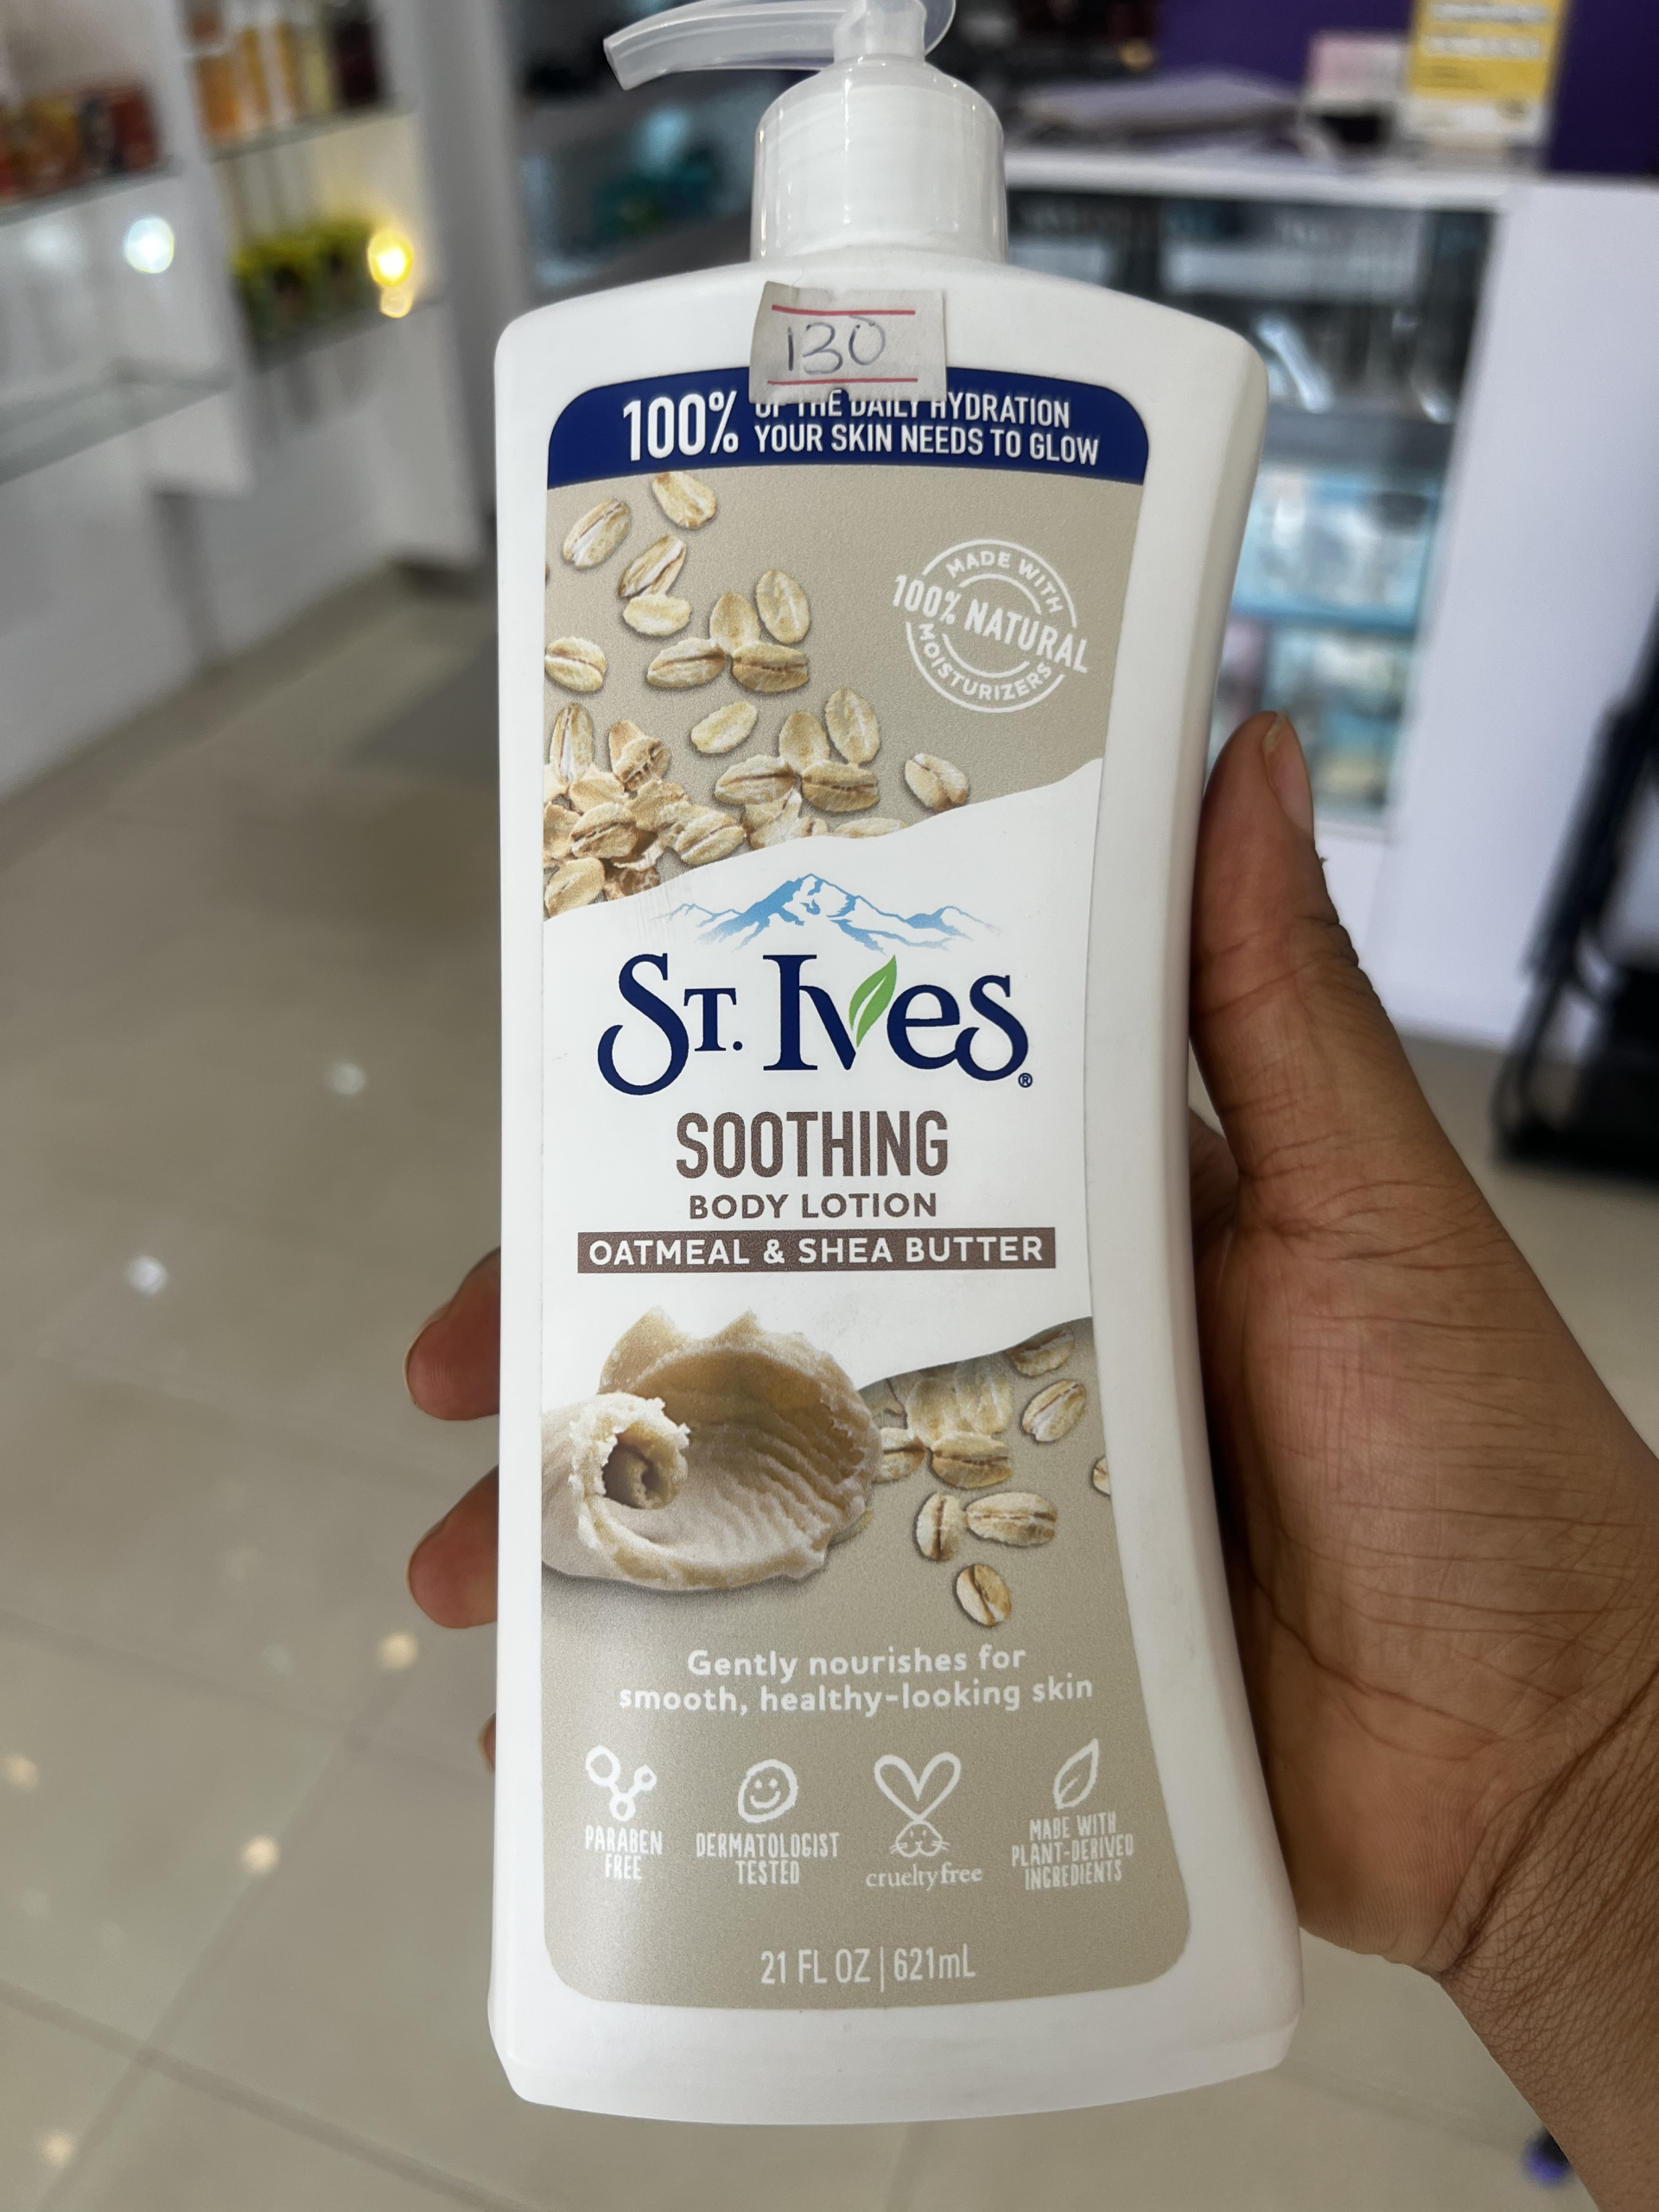 130
100% OF THE DAILY HYDRATION
YOUR SKIN NEEDS TO GLOW
MADE WITH
100% NATURAL
MOISTURIZERS
ST. IVES®
SOOTHING
BODY LOTION
OATMEAL & SHEA BUTTER
Gently nourishes for
smooth, healthy-looking skin
PARABEN
FREE
DERMATOLOGIST
TESTED
crueltyfree
MADE WITH
PLANT-DERIVED
INGREDIENTS
21 FL OZ | 621mL